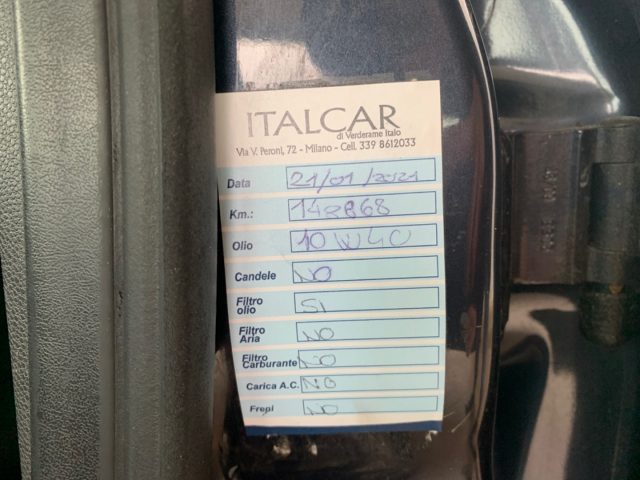 ITALCAR
di Verderame Italo
Via V. Peroni, 72 - Milano - Cell. 339 8612033
Data 21/01/2021
Km.: 142868
Olio 10W40
Candele NO
Filtro olio SI
Filtro Aria NO
Filtro Carburante NO
Carica A.C. NO
Freni NO